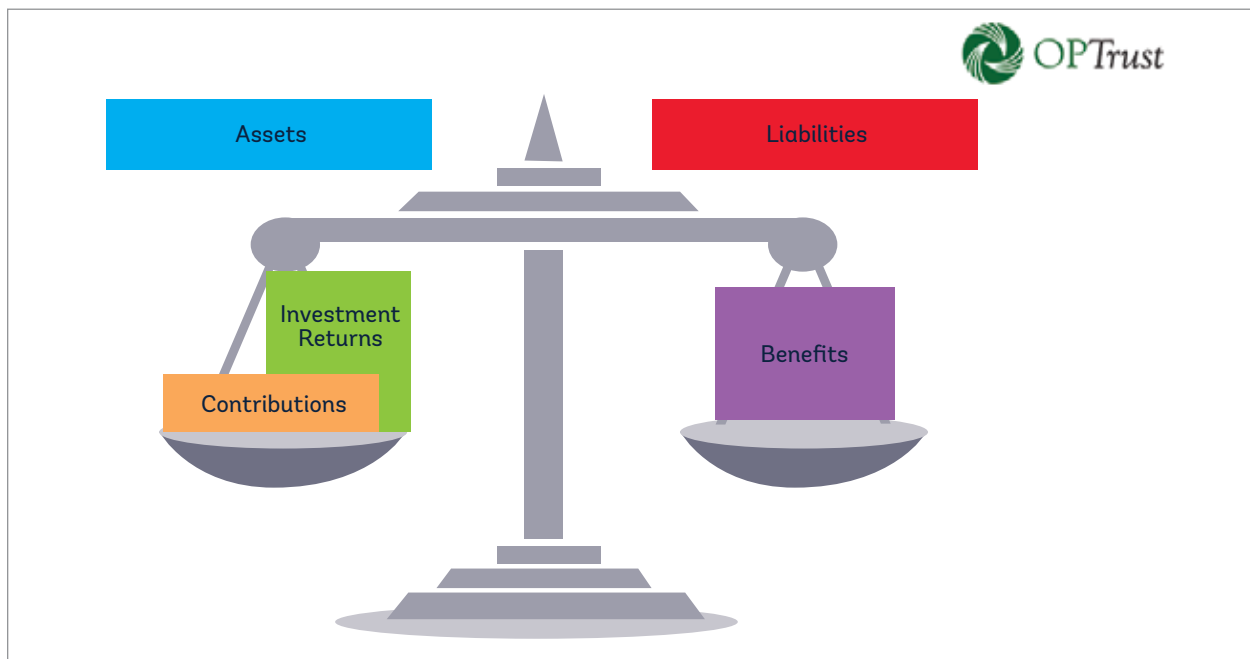 OPTrust
Assets
Liabilities
Investment
Returns
Contributions
Benefits